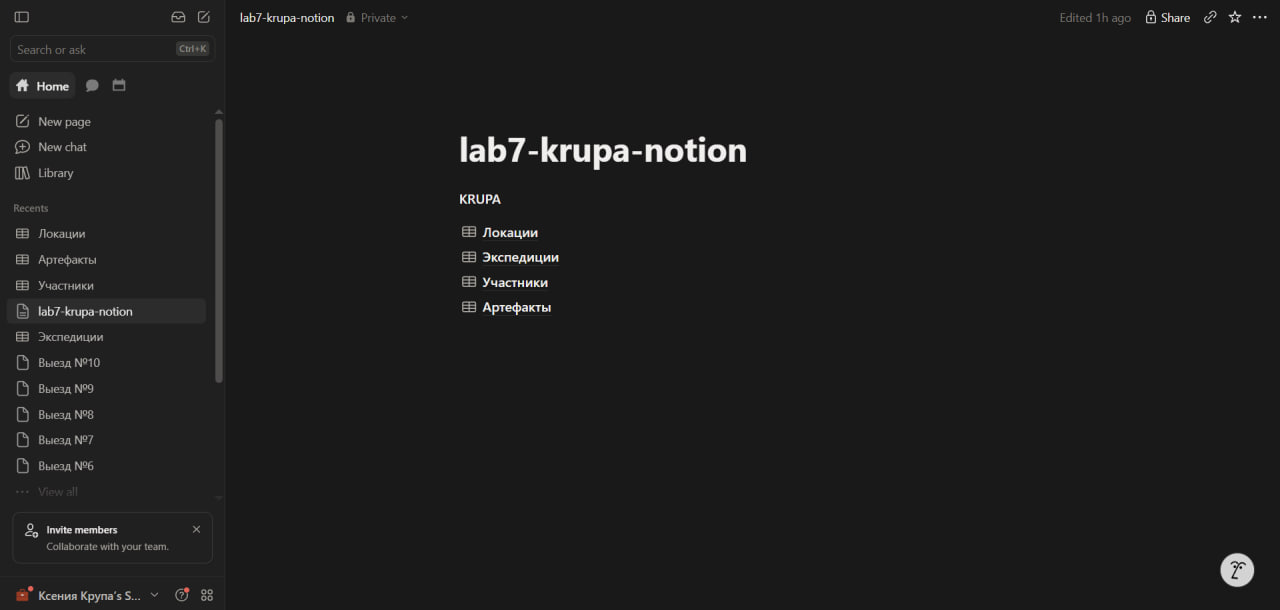 lab7-krupa-notion Private
Edited 1h ago Share
Search or ask Ctrl+K
Home
New page
New chat
Library
Recents
Локации
Артефакты
Участники
lab7-krupa-notion
Экспедиции
Выезд №10
Выезд №9
Выезд №8
Выезд №7
Выезд №6
View all
Invite members
Collaborate with your team.
Ксения Крупа’s S...
lab7-krupa-notion
KRUPA
Локации
Экспедиции
Участники
Артефакты